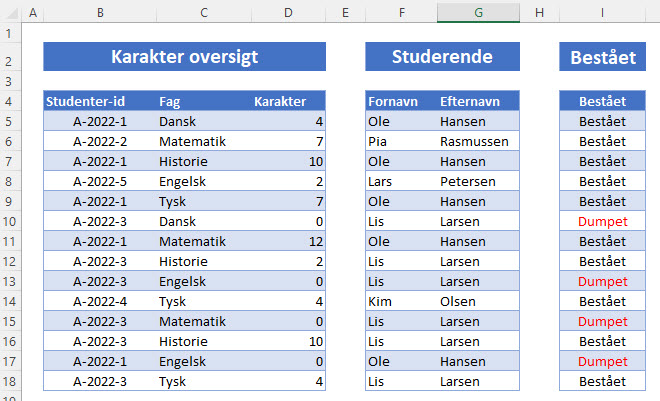 A B C D E F G H I
1
2 Karakter oversigt Studerende Bestået
3
4 Studenter-id Fag Karakter Fornavn Efternavn Bestået
5 A-2022-1 Dansk 4 Ole Hansen Bestået
6 A-2022-2 Matematik 7 Pia Rasmussen Bestået
7 A-2022-1 Historie 10 Ole Hansen Bestået
8 A-2022-5 Engelsk 2 Lars Petersen Bestået
9 A-2022-1 Tysk 7 Ole Hansen Bestået
10 A-2022-3 Dansk 0 Lis Larsen Dumpet
11 A-2022-1 Matematik 12 Ole Hansen Bestået
12 A-2022-3 Historie 2 Lis Larsen Bestået
13 A-2022-3 Engelsk 0 Lis Larsen Dumpet
14 A-2022-4 Tysk 4 Kim Olsen Bestået
15 A-2022-3 Matematik 0 Lis Larsen Dumpet
16 A-2022-3 Historie 10 Lis Larsen Bestået
17 A-2022-1 Engelsk 0 Ole Hansen Dumpet
18 A-2022-3 Tysk 4 Lis Larsen Bestået